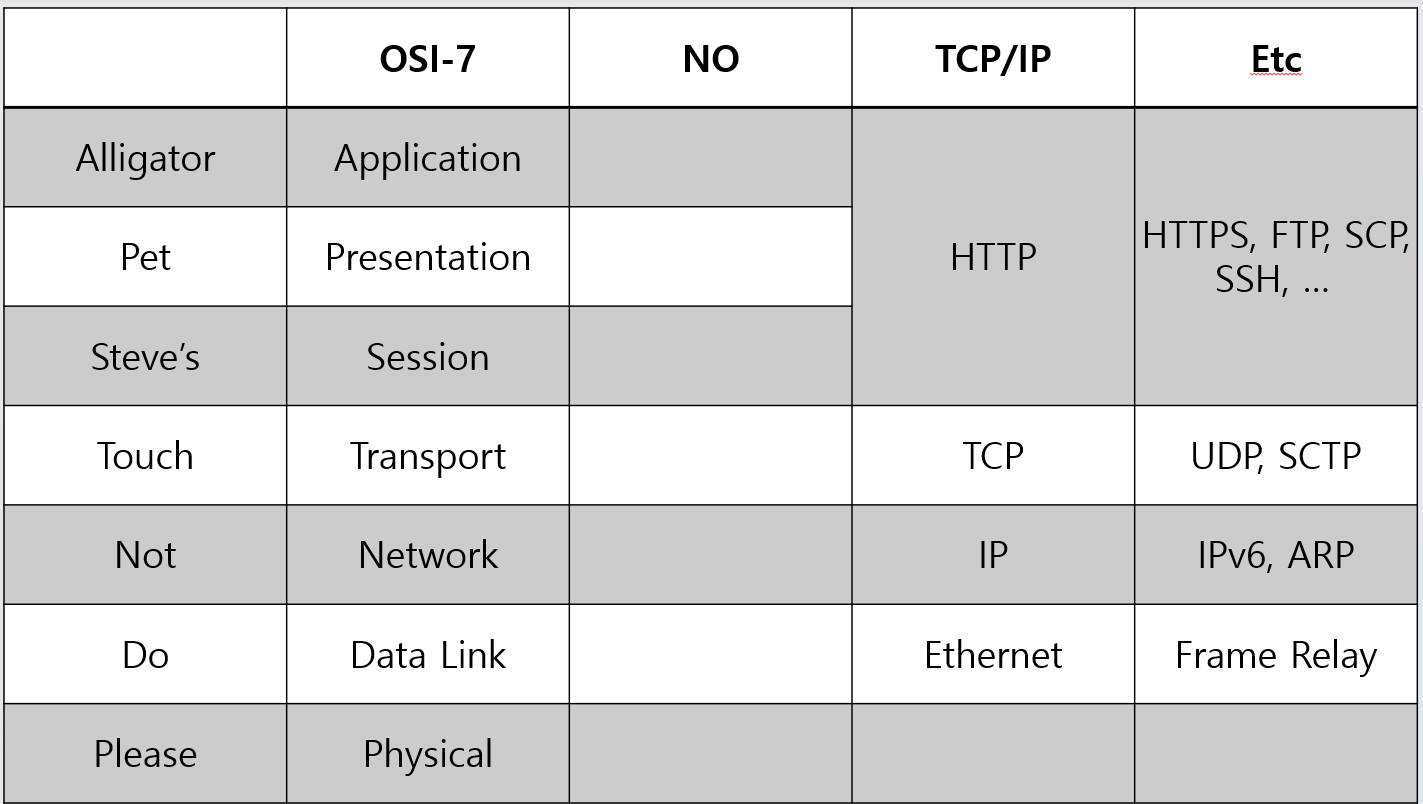 OSI-7 NO TCP/IP Etc
Alligator Application
Pet Presentation HTTP HTTPS, FTP, SCP,
SSH, ...
Steve’s Session
Touch Transport TCP UDP, SCTP
Not Network IP IPv6, ARP
Do Data Link Ethernet Frame Relay
Please Physical